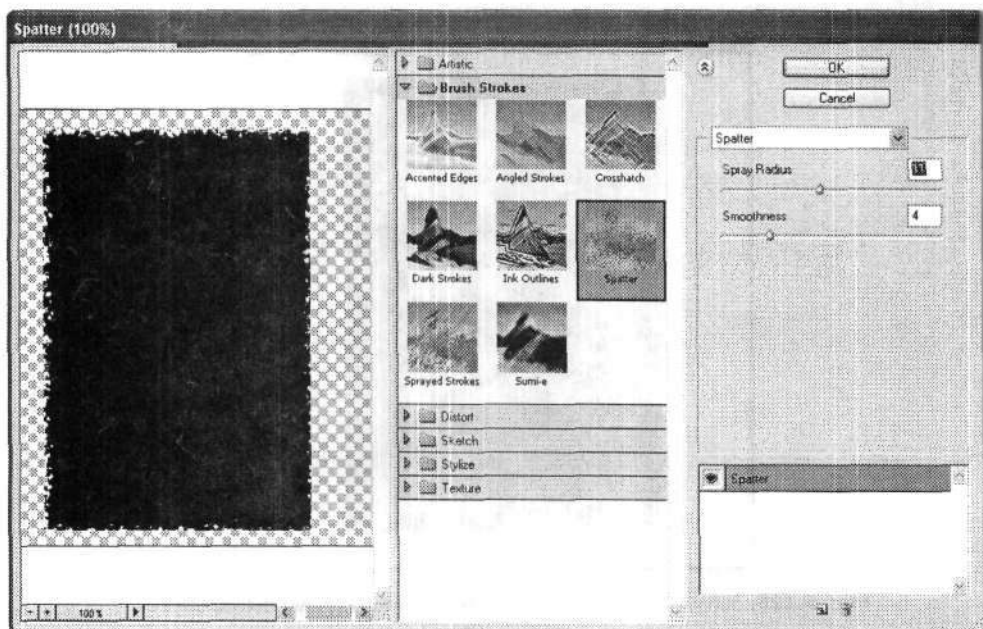 Spatter (100%)
Artistic
Brush Strokes
Accented Edges
Angled Strokes
Crosshatch
Dark Strokes
Ink Outlines
Spatter
Sprayed Strokes
Sumi-e
Distort
Sketch
Stylize
Texture
100%
OK
Cancel
Spatter
Spray Radius
11
Smoothness
4
Spatter